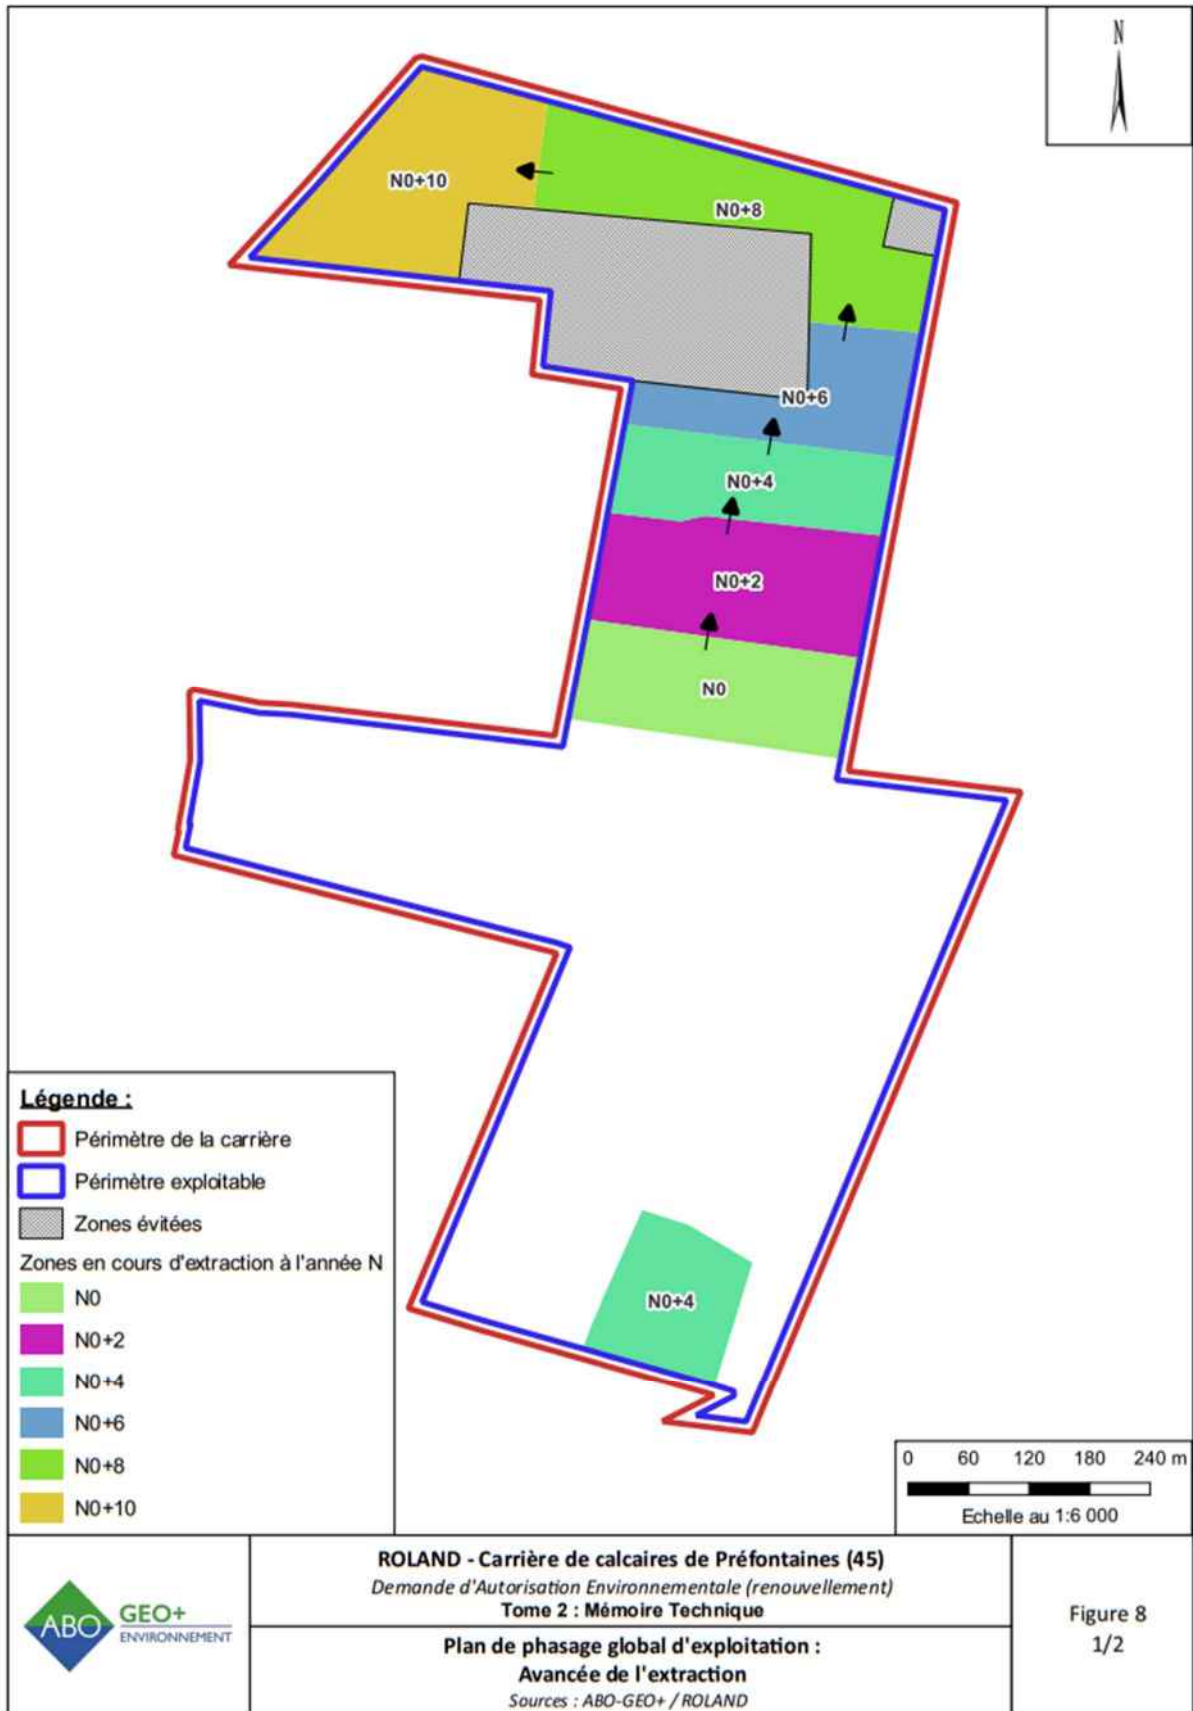 N
N0+10
N0+8
N0+6
N0+4
N0+2
N0
N0+4
Légende :
Périmètre de la carrière
Périmètre exploitable
Zones évitées
Zones en cours d'extraction à l'année N
N0
N0+2
N0+4
N0+6
N0+8
N0+10
0 60 120 180 240 m
Echelle au 1:6 000
ABO GEO+
ENVIRONNEMENT
ROLAND - Carrière de calcaires de Préfontaines (45)
Demande d'Autorisation Environnementale (renouvellement)
Tome 2 : Mémoire Technique
Plan de phasage global d'exploitation :
Avancée de l'extraction
Sources : ABO-GEO+ / ROLAND
Figure 8
1/2